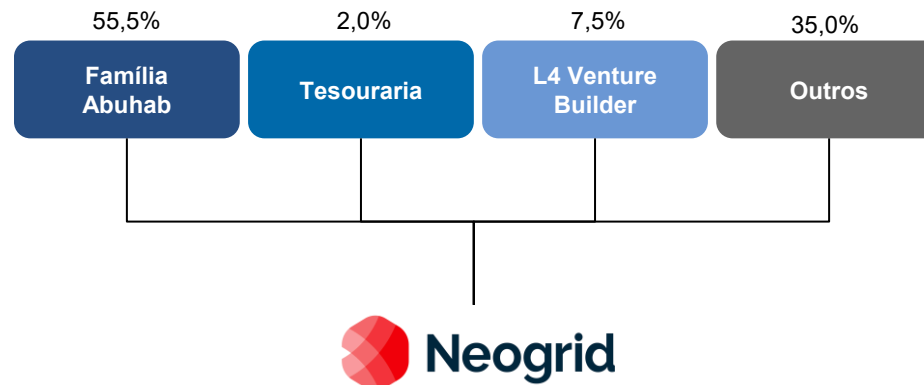 55,5%
2,0%
7,5%
35,0%
Família
Abuhab
Tesouraria
L4 Venture
Builder
Outros
Neogrid